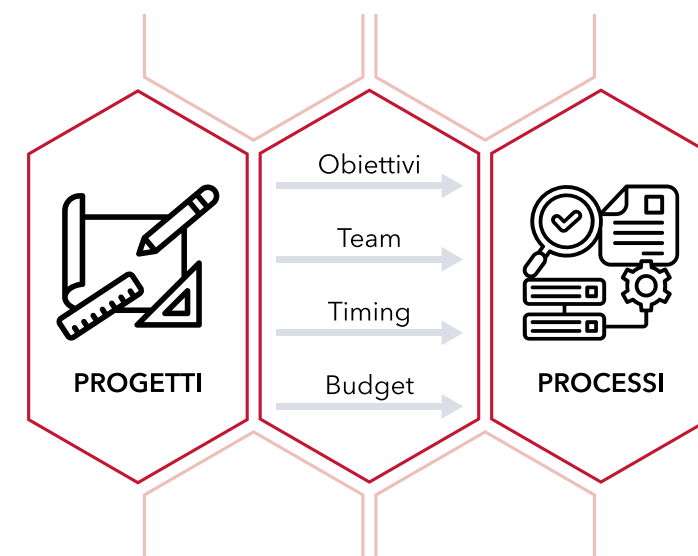 Obiettivi
Team
Timing
Budget
PROGETTI
PROCESSI